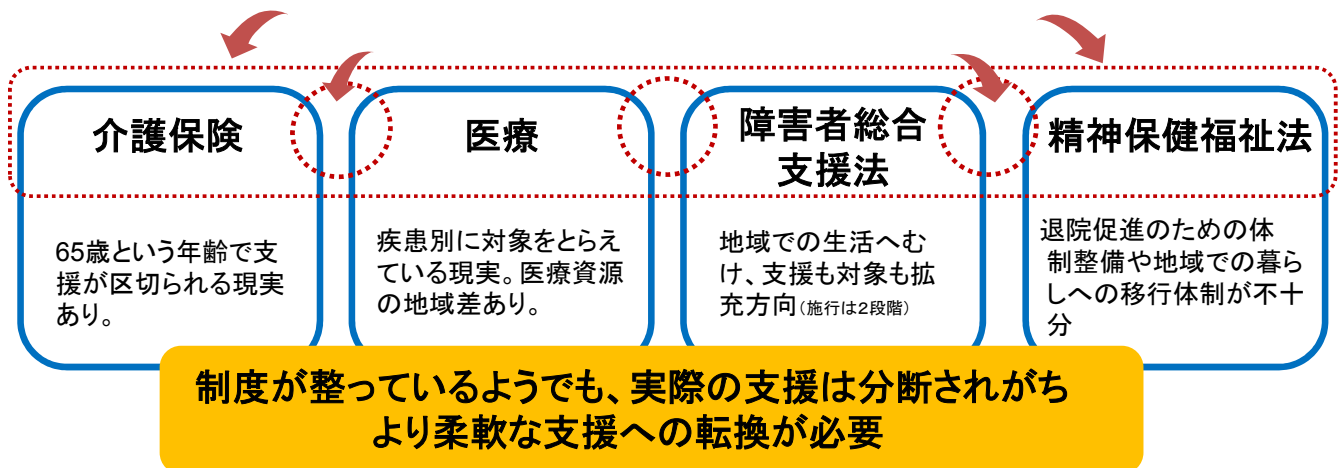 介護保険
65歳という年齢で支
援が区切られる現実
あり。
医療
疾患別に対象をとらえ
ている現実。医療資源
の地域差あり。
障害者総合
支援法
地域での生活へむ
け、支援も対象も拡
充方向(施行は2段階)
精神保健福祉法
退院促進のための体
制整備や地域での暮ら
しへの移行体制が不十
分
制度が整っているようでも、実際の支援は分断されがち
より柔軟な支援への転換が必要